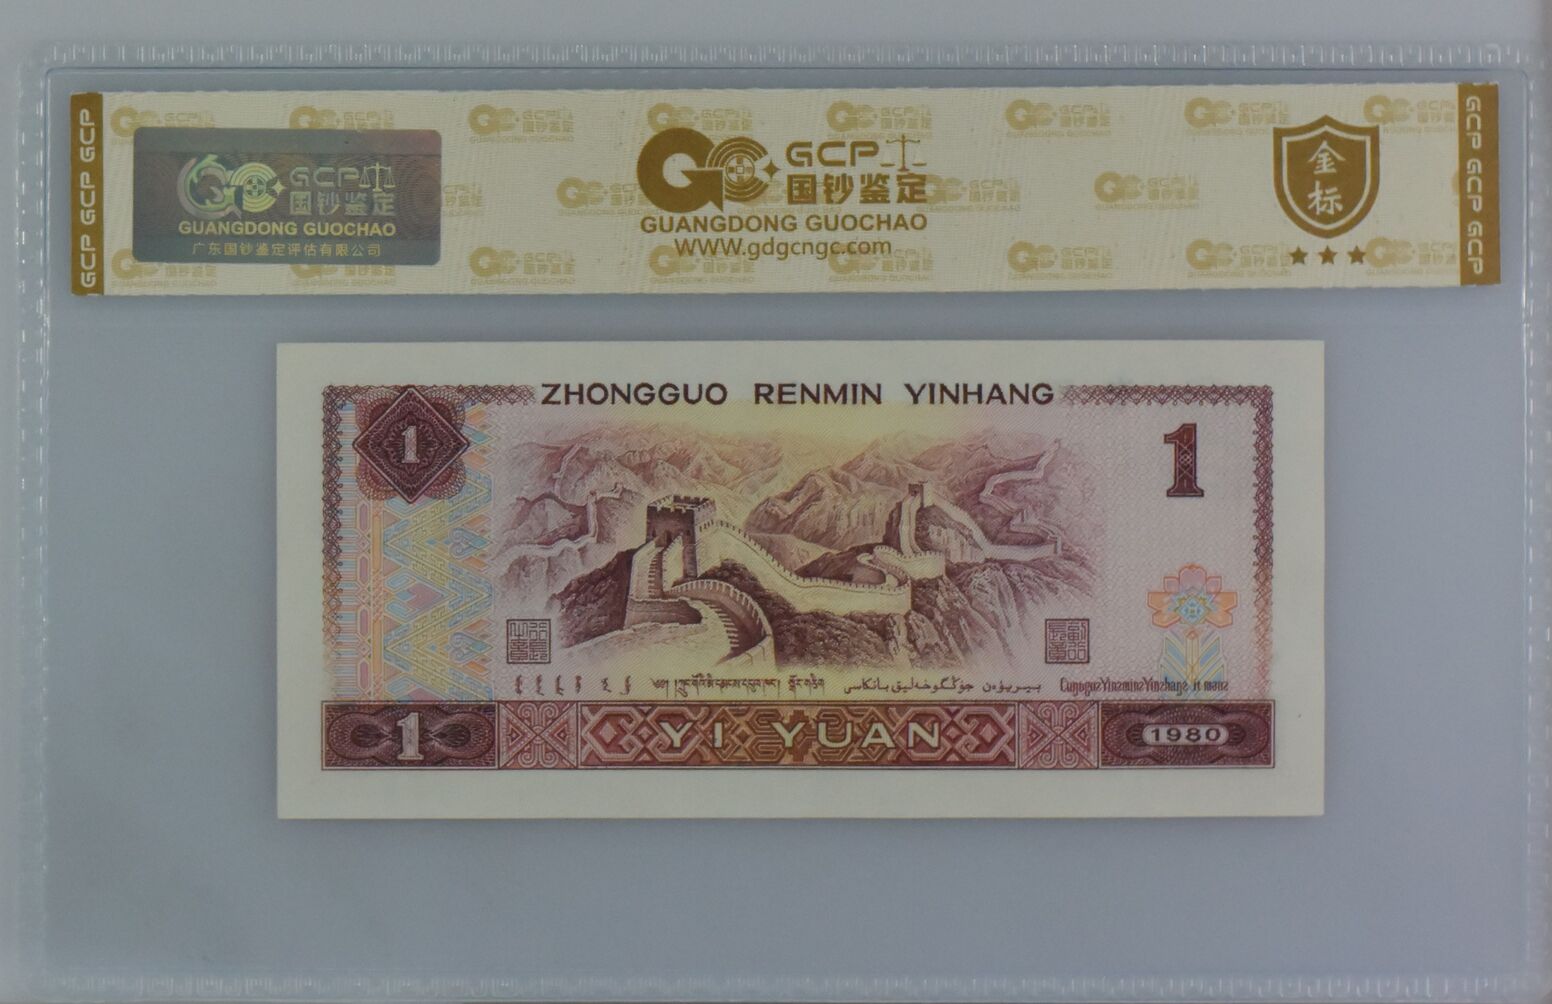 GCP GCP GCP
GCP
国钞鉴定
GUANGDONG GUOCHAO
广东国钞鉴定评估有限公司
GCP
国钞鉴定
GUANGDONG GUOCHAO
WWW.gdgcngc.com
金标
GCP GCP GCP
ZHONGGUO RENMIN YINHANG
1
1
1
YI YUAN
1980